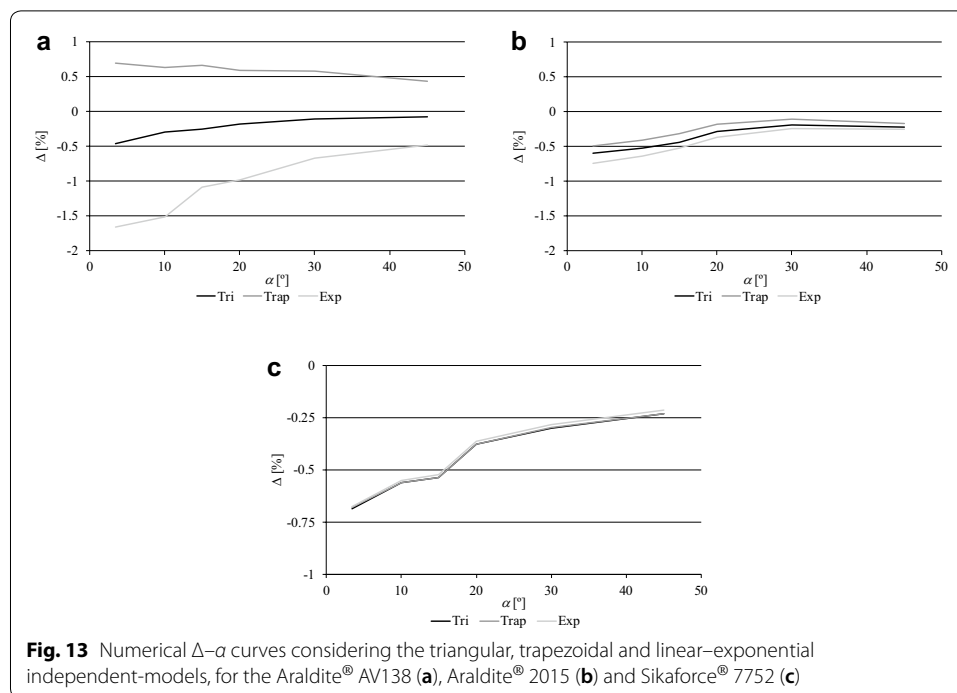 a
1
0.5
0
-0.5
-1
-1.5
-2
Δ [%]
0 10 20 30 40 50
α [º]
Tri Trap Exp
b
1
0.5
0
-0.5
-1
-1.5
-2
Δ [%]
0 10 20 30 40 50
α [º]
Tri Trap Exp
c
0
-0.25
-0.5
-0.75
-1
Δ [%]
0 10 20 30 40 50
α [º]
Tri Trap Exp
Fig. 13 Numerical Δ–α curves considering the triangular, trapezoidal and linear–exponential
independent-models, for the Araldite® AV138 (a), Araldite® 2015 (b) and Sikaforce® 7752 (c)